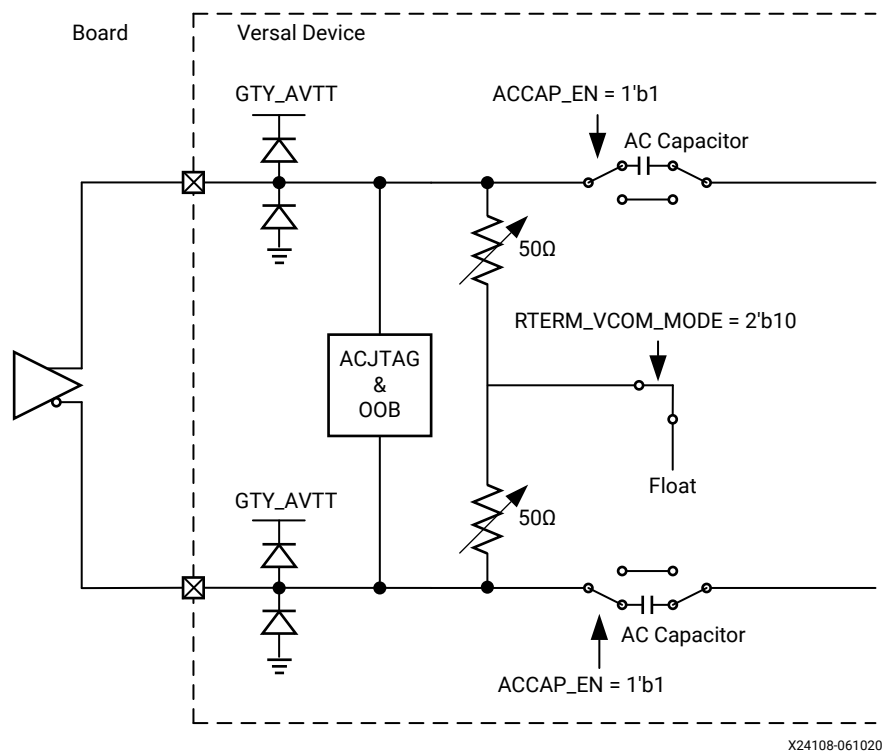 Board
Versal Device
GTY_AVTT
ACCAP_EN = 1'b1
AC Capacitor
50Ω
RTERM_VCOM_MODE = 2'b10
ACJTAG
&
OOB
Float
GTY_AVTT
50Ω
AC Capacitor
ACCAP_EN = 1'b1
X24108-061020